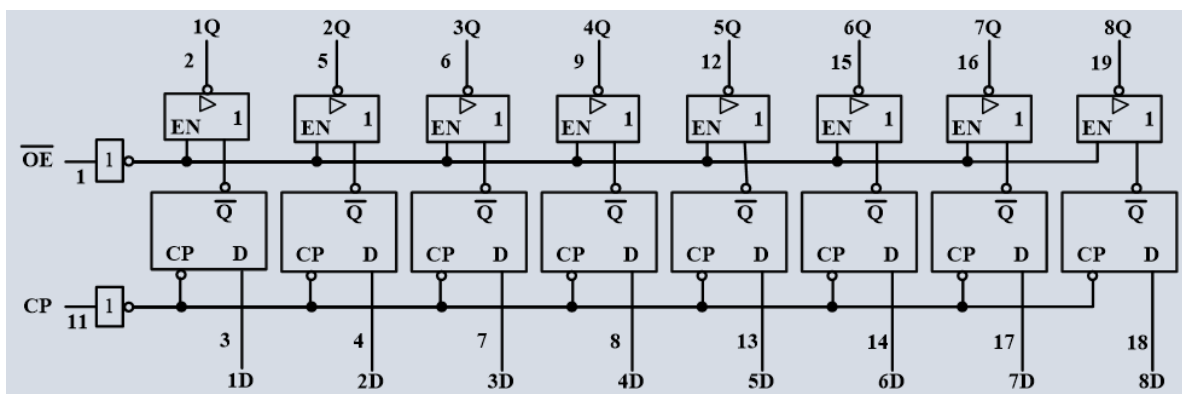 1Q 2Q 3Q 4Q 5Q 6Q 7Q 8Q
2 5 6 9 12 15 16 19
EN 1 EN 1 EN 1 EN 1 EN 1 EN 1 EN 1 EN 1
O̅E̅ 1
1
Q̅ Q̅ Q̅ Q̅ Q̅ Q̅ Q̅ Q̅
CP D CP D CP D CP D CP D CP D CP D CP D
CP 1
11
3 4 7 8 13 14 17 18
1D 2D 3D 4D 5D 6D 7D 8D